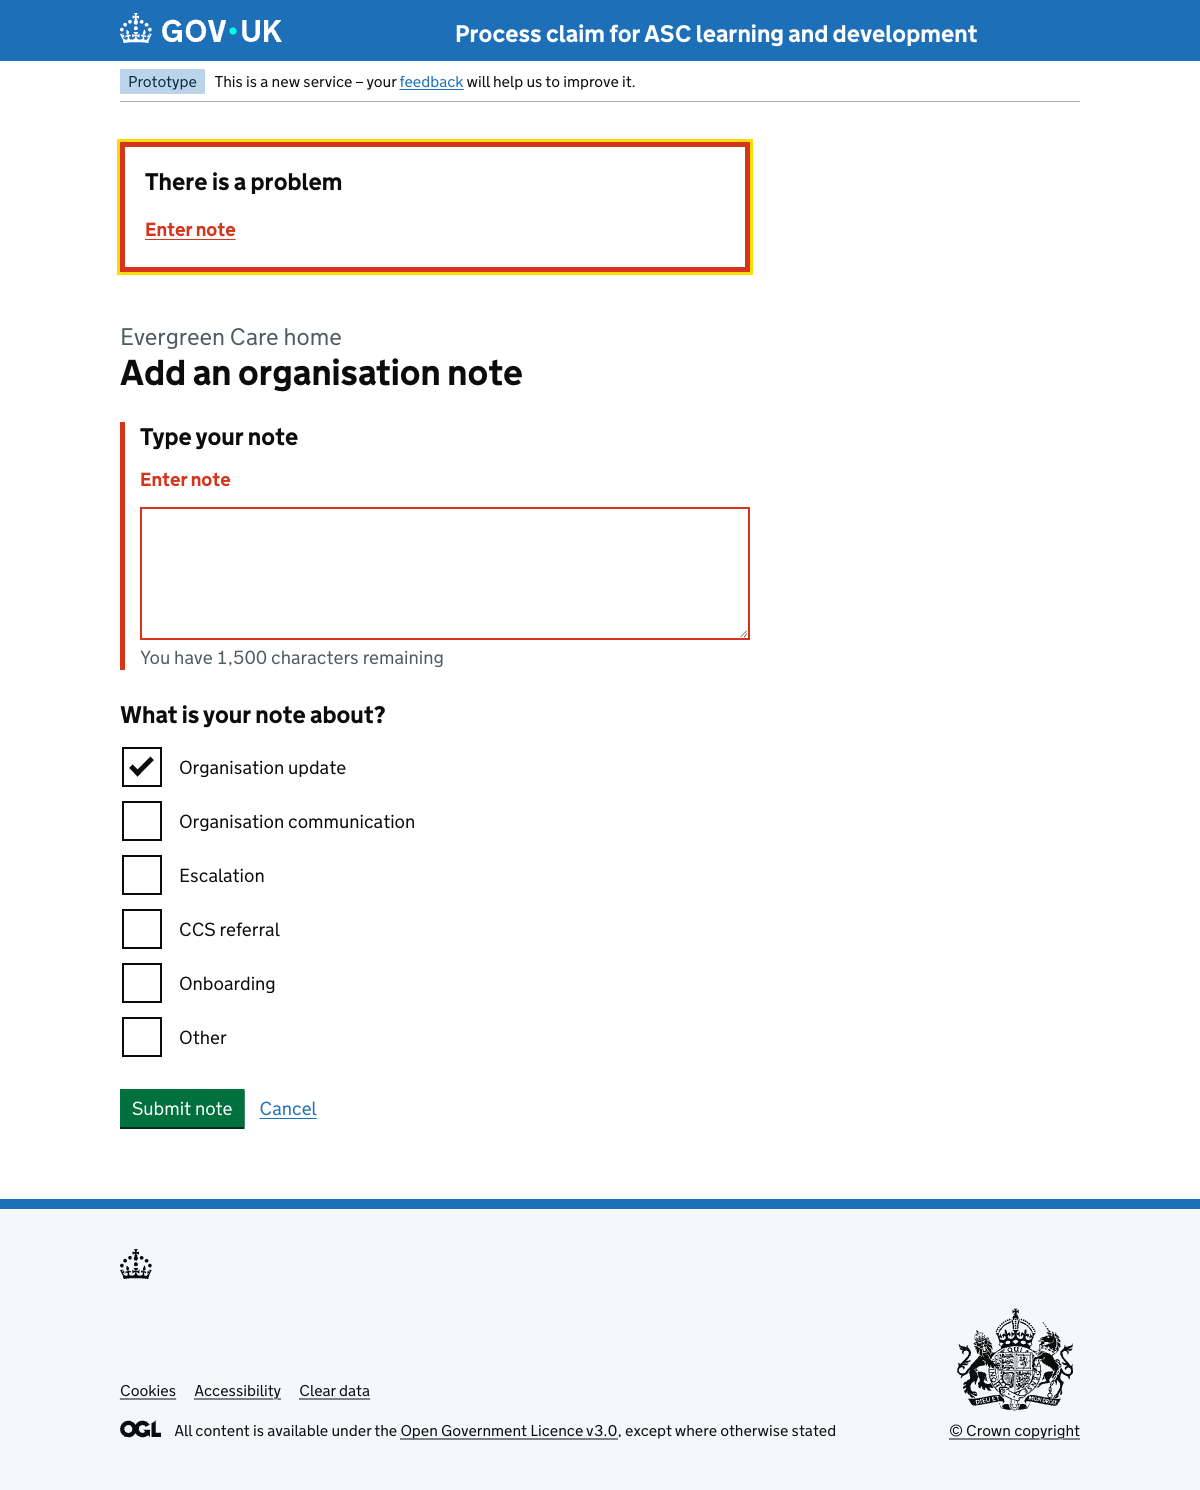 GOV·UK
Process claim for ASC learning and development
Prototype This is a new service – your feedback will help us to improve it.
There is a problem
Enter note
Evergreen Care home
Add an organisation note
Type your note
Enter note
You have 1,500 characters remaining
What is your note about?
Organisation update
Organisation communication
Escalation
CCS referral
Onboarding
Other
Submit note Cancel
Cookies Accessibility Clear data
OGL All content is available under the Open Government Licence v3.0, except where otherwise stated
© Crown copyright